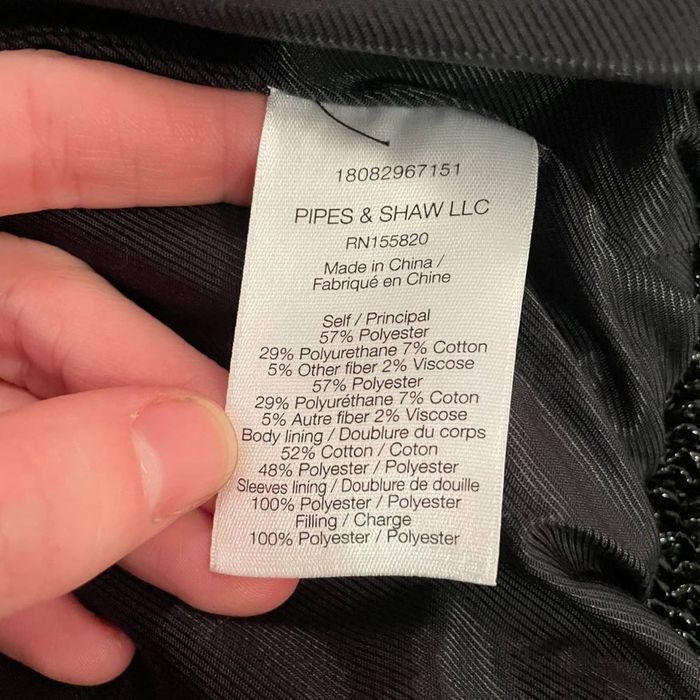 18082967151
PIPES & SHAW LLC
RN155820
Made in China /
Fabriqué en Chine
Self / Principal
57% Polyester
29% Polyurethane 7% Cotton
5% Other fiber 2% Viscose
57% Polyester
29% Polyuréthane 7% Coton
5% Autre fiber 2% Viscose
Body lining / Doublure du corps
52% Cotton / Coton
48% Polyester / Polyester
Sleeves lining / Doublure de douille
100% Polyester / Polyester
Filling / Charge
100% Polyester / Polyester